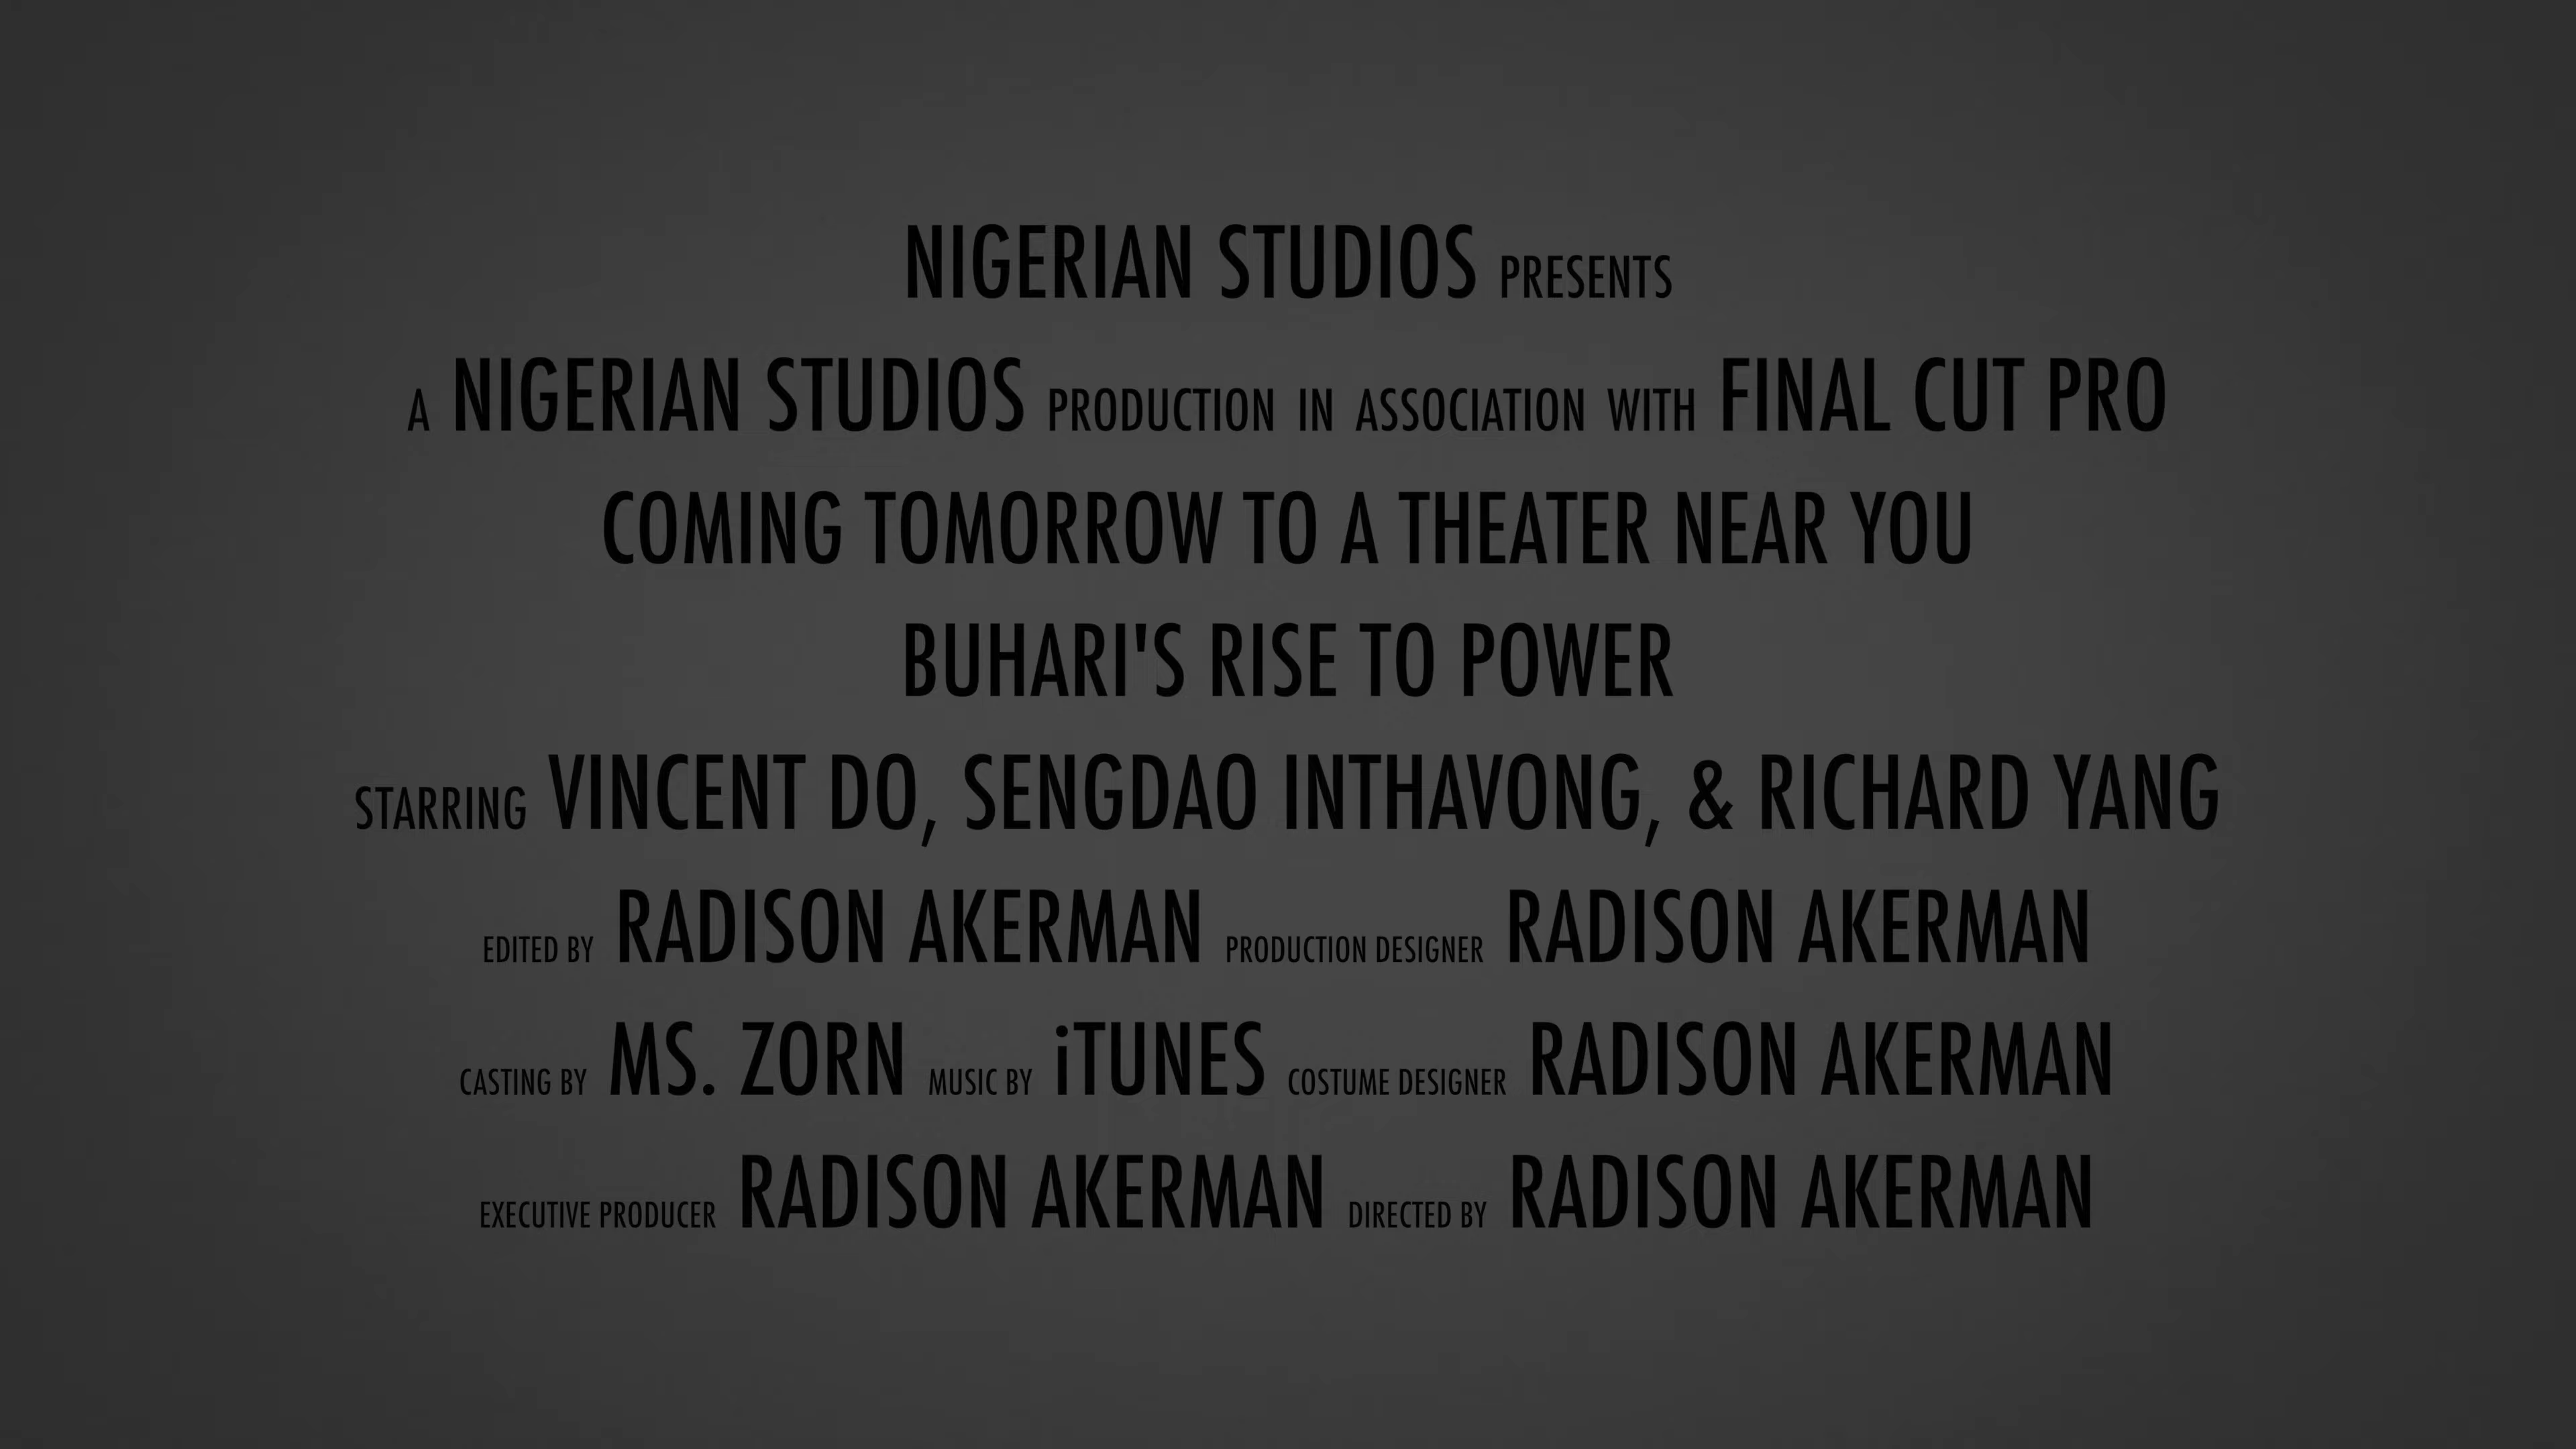 NIGERIAN STUDIOS PRESENTS
A NIGERIAN STUDIOS PRODUCTION IN ASSOCIATION WITH FINAL CUT PRO
COMING TOMORROW TO A THEATER NEAR YOU
BUHARI'S RISE TO POWER
STARRING VINCENT DO, SENGDAO INTHAVONG, & RICHARD YANG
EDITED BY RADISON AKERMAN PRODUCTION DESIGNER RADISON AKERMAN
CASTING BY MS. ZORN MUSIC BY iTUNES COSTUME DESIGNER RADISON AKERMAN
EXECUTIVE PRODUCER RADISON AKERMAN DIRECTED BY RADISON AKERMAN